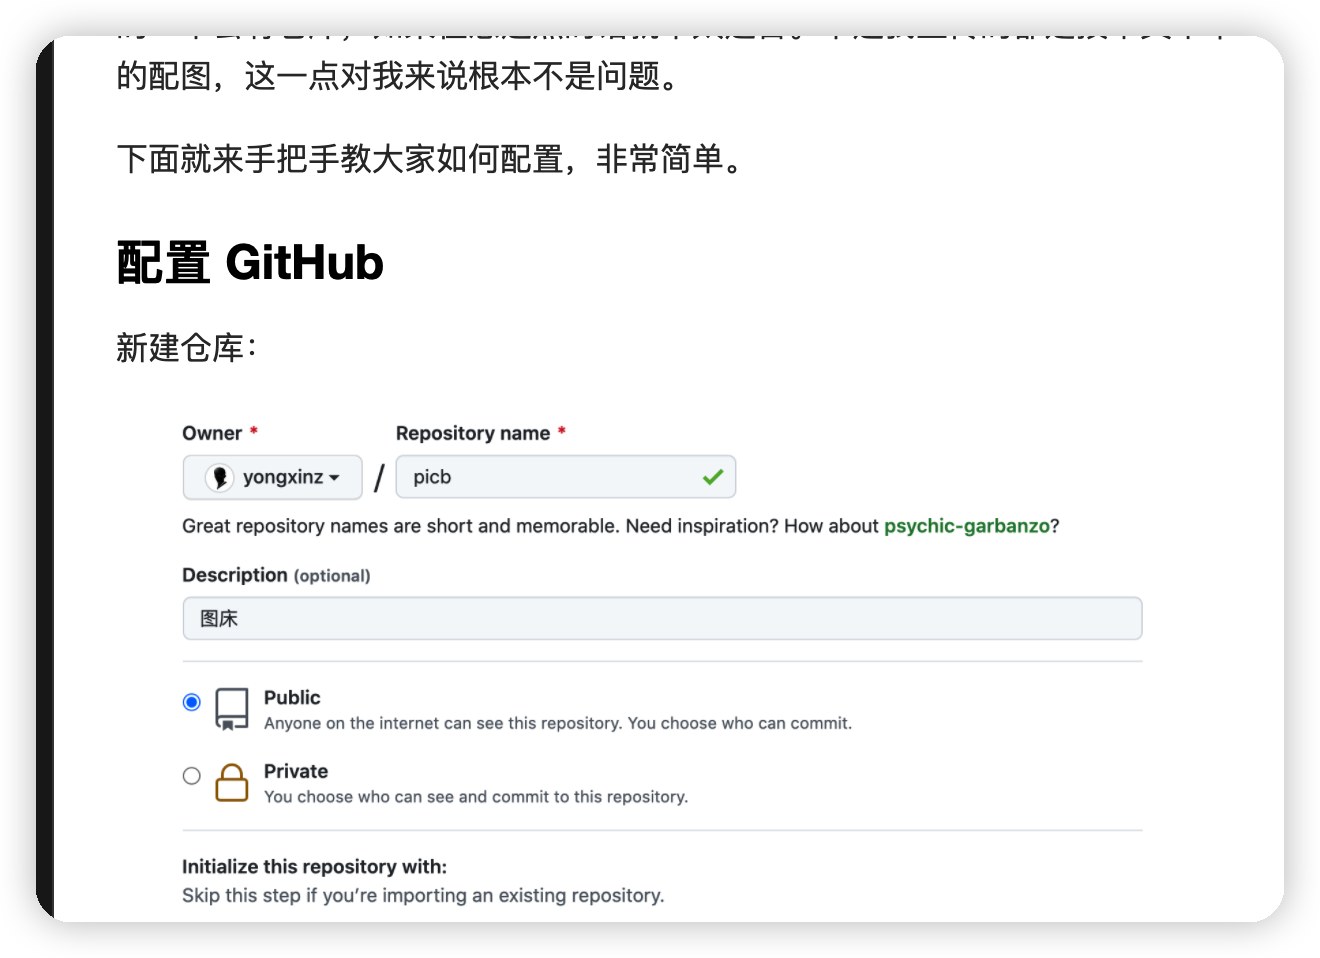 的配图，这一点对我来说根本不是问题。
下面就来手把手教大家如何配置，非常简单。
配置 GitHub
新建仓库：
Owner * Repository name *
yongxinz / picb
Great repository names are short and memorable. Need inspiration? How about psychic-garbanzo?
Description (optional)
图床
Public
Anyone on the internet can see this repository. You choose who can commit.
Private
You choose who can see and commit to this repository.
Initialize this repository with:
Skip this step if you’re importing an existing repository.